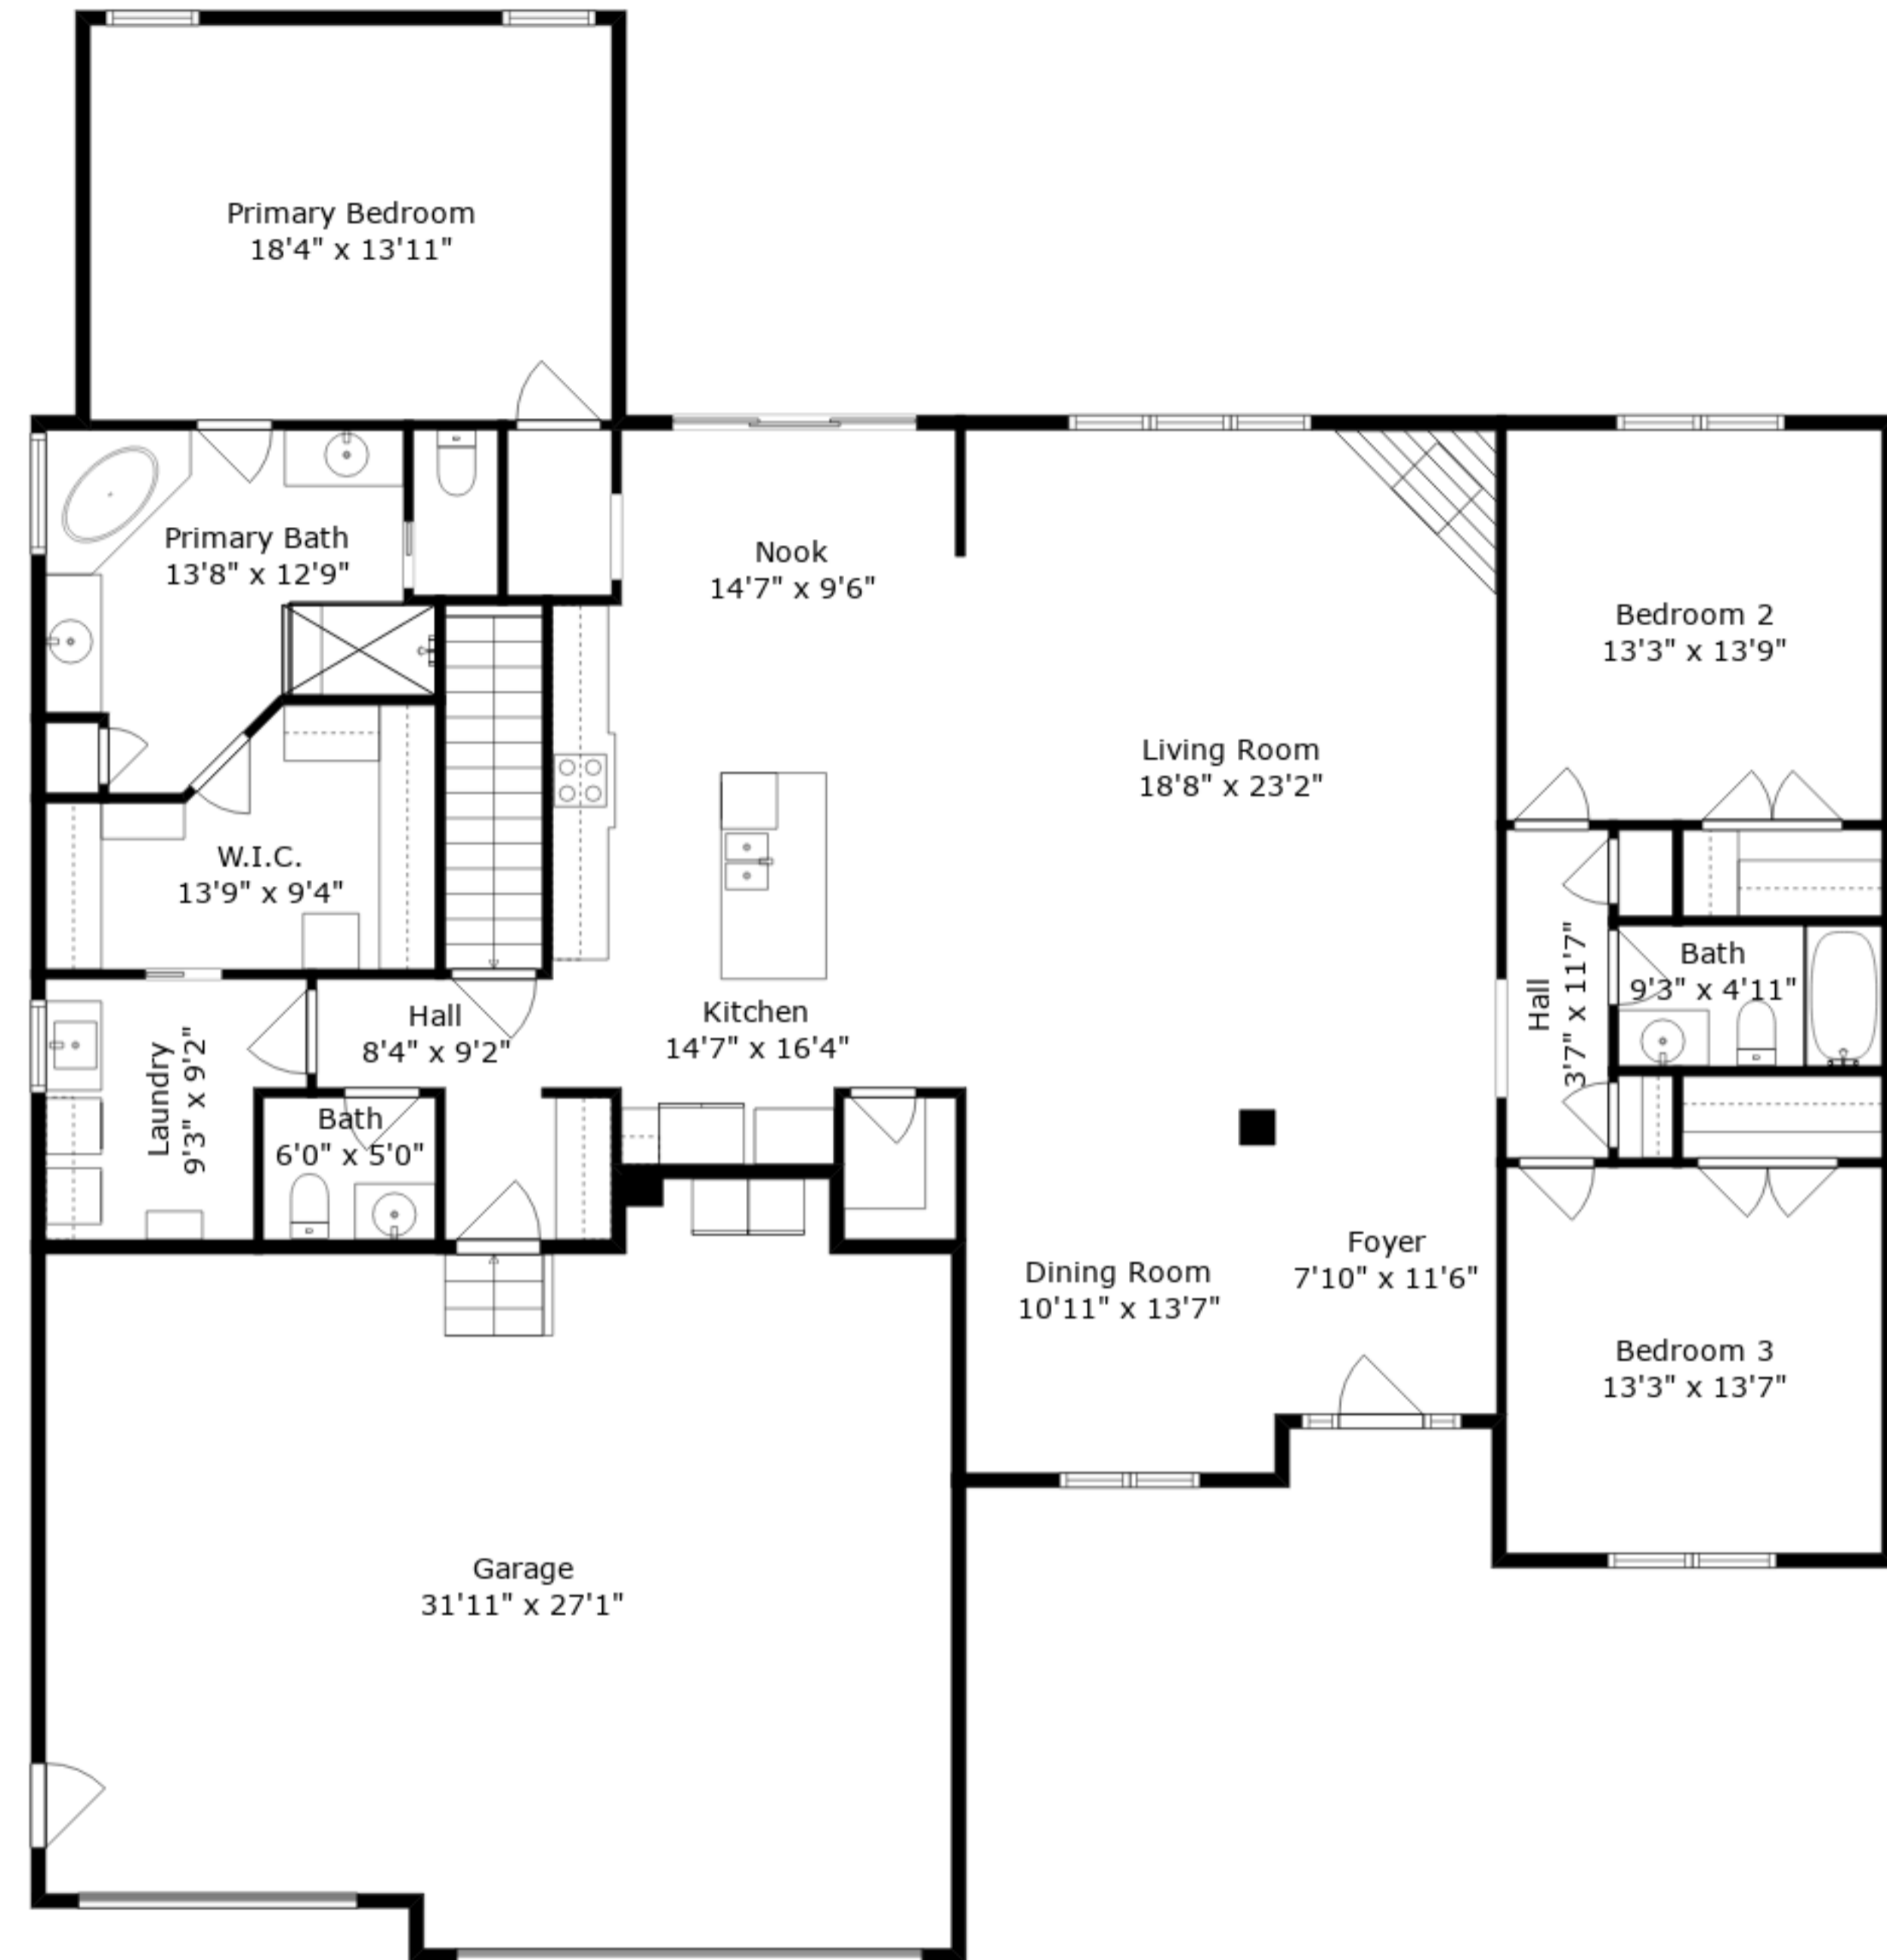 Primary Bedroom
18'4" x 13'11"
Primary Bath
13'8" x 12'9"
Nook
14'7" x 9'6"
Bedroom 2
13'3" x 13'9"
Living Room
18'8" x 23'2"
W.I.C.
13'9" x 9'4"
Hall
8'4" x 9'2"
Kitchen
14'7" x 16'4"
Hall
3'7" x 11'7"
Bath
9'3" x 4'11"
Laundry
9'3" x 9'2"
Bath
6'0" x 5'0"
Dining Room
10'11" x 13'7"
Foyer
7'10" x 11'6"
Bedroom 3
13'3" x 13'7"
Garage
31'11" x 27'1"